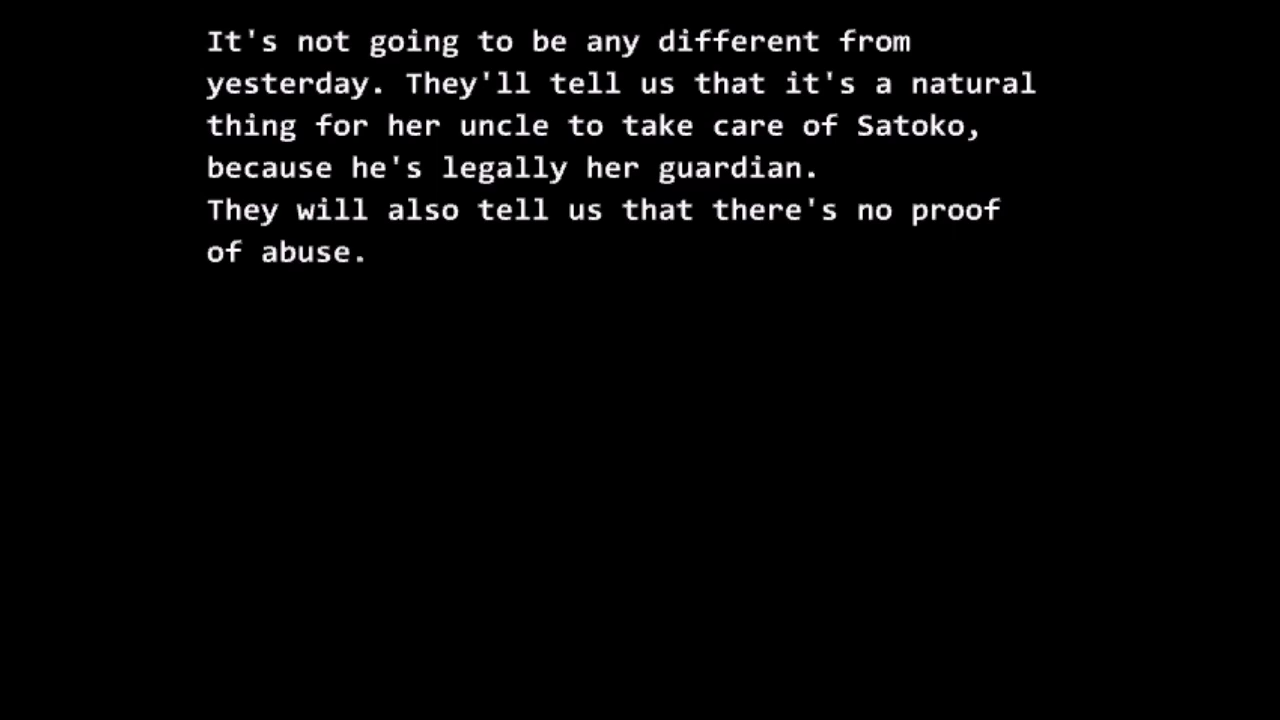 It's not going to be any different from
yesterday. They'll tell us that it's a natural
thing for her uncle to take care of Satoko,
because he's legally her guardian.
They will also tell us that there's no proof
of abuse.